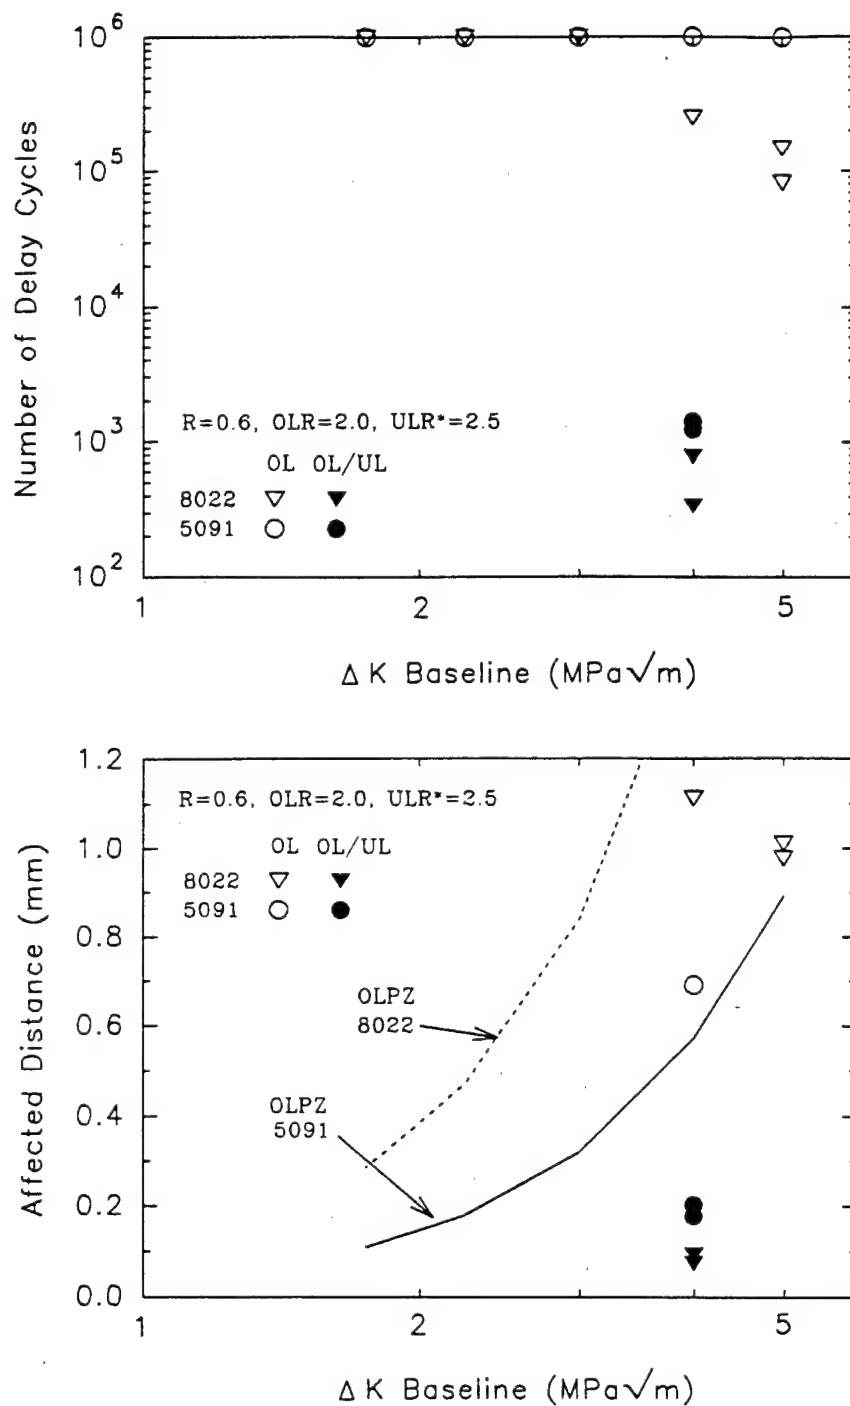 10^6
10^5
10^4
10^3
10^2
Number of Delay Cycles
R=0.6, OLR=2.0, ULR*=2.5
OL OL/UL
8022
5091
1 2 5
Δ K Baseline (MPa√m)
1.2
1.0
0.8
0.6
0.4
0.2
0.0
Affected Distance (mm)
R=0.6, OLR=2.0, ULR*=2.5
OL OL/UL
8022
5091
OLPZ
8022
OLPZ
5091
1 2 5
Δ K Baseline (MPa√m)